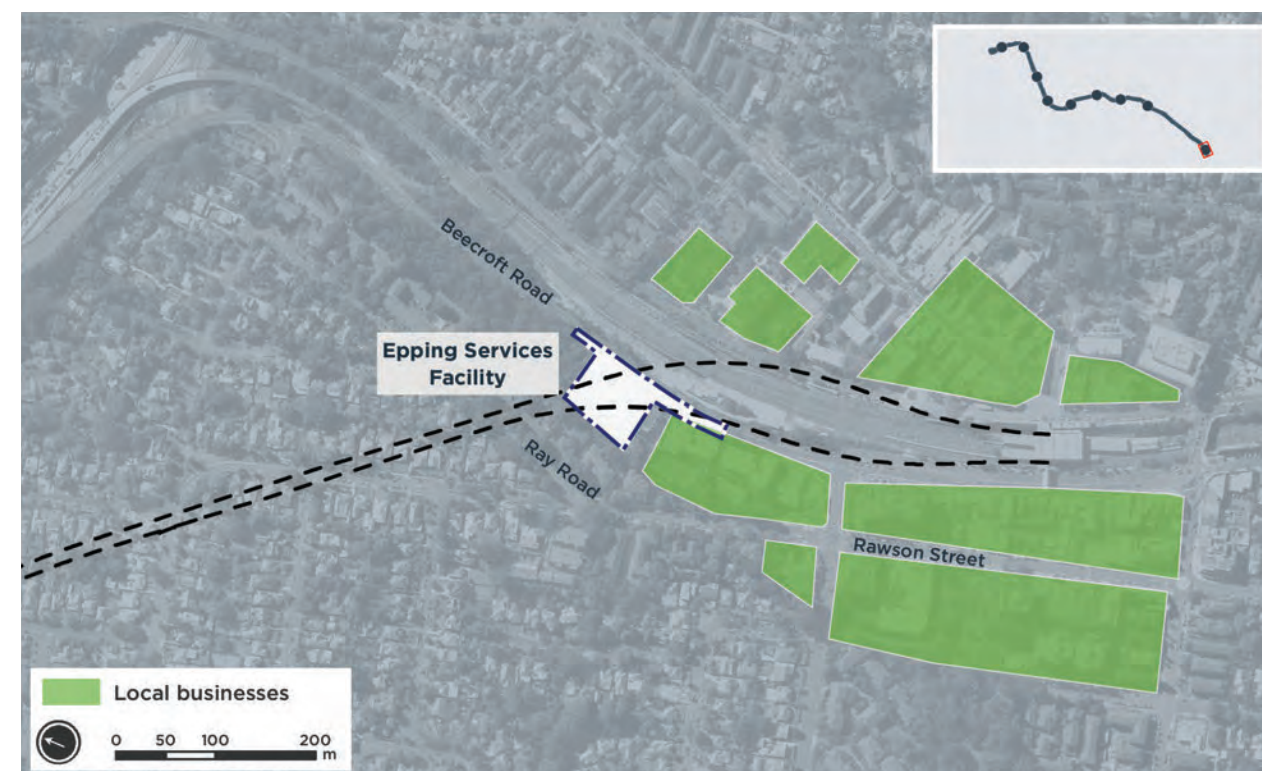 Beecroft Road
Epping Services
Facility
Ray Road
Rawson Street
Local businesses
0 50 100 200
m